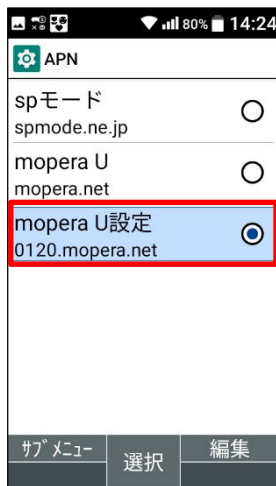 80% 14:24
APN
spモード
spmode.ne.jp
mopera U
mopera.net
mopera U設定
0120.mopera.net
ｻﾌﾞﾒﾆｭｰ 選択 編集